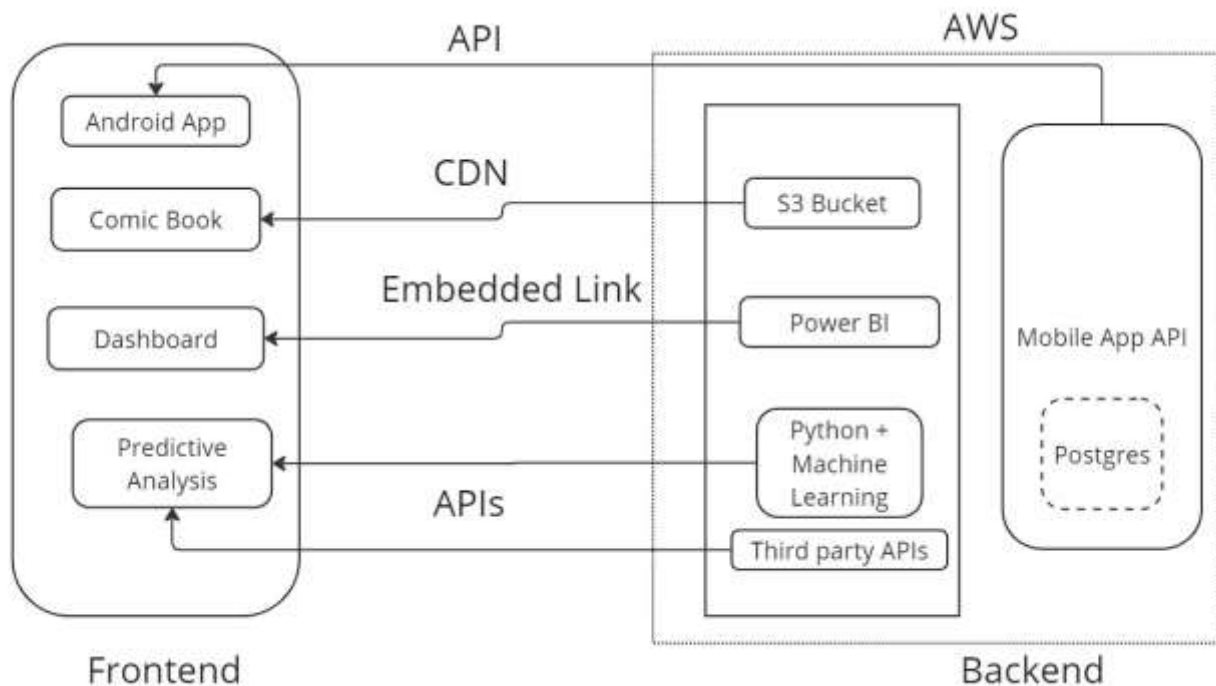 API
AWS
Android App
CDN
Comic Book
S3 Bucket
Embedded Link
Dashboard
Power BI
Mobile App API
Predictive
Analysis
Python +
Machine
Learning
Postgres
APIs
Third party APIs
Frontend
Backend